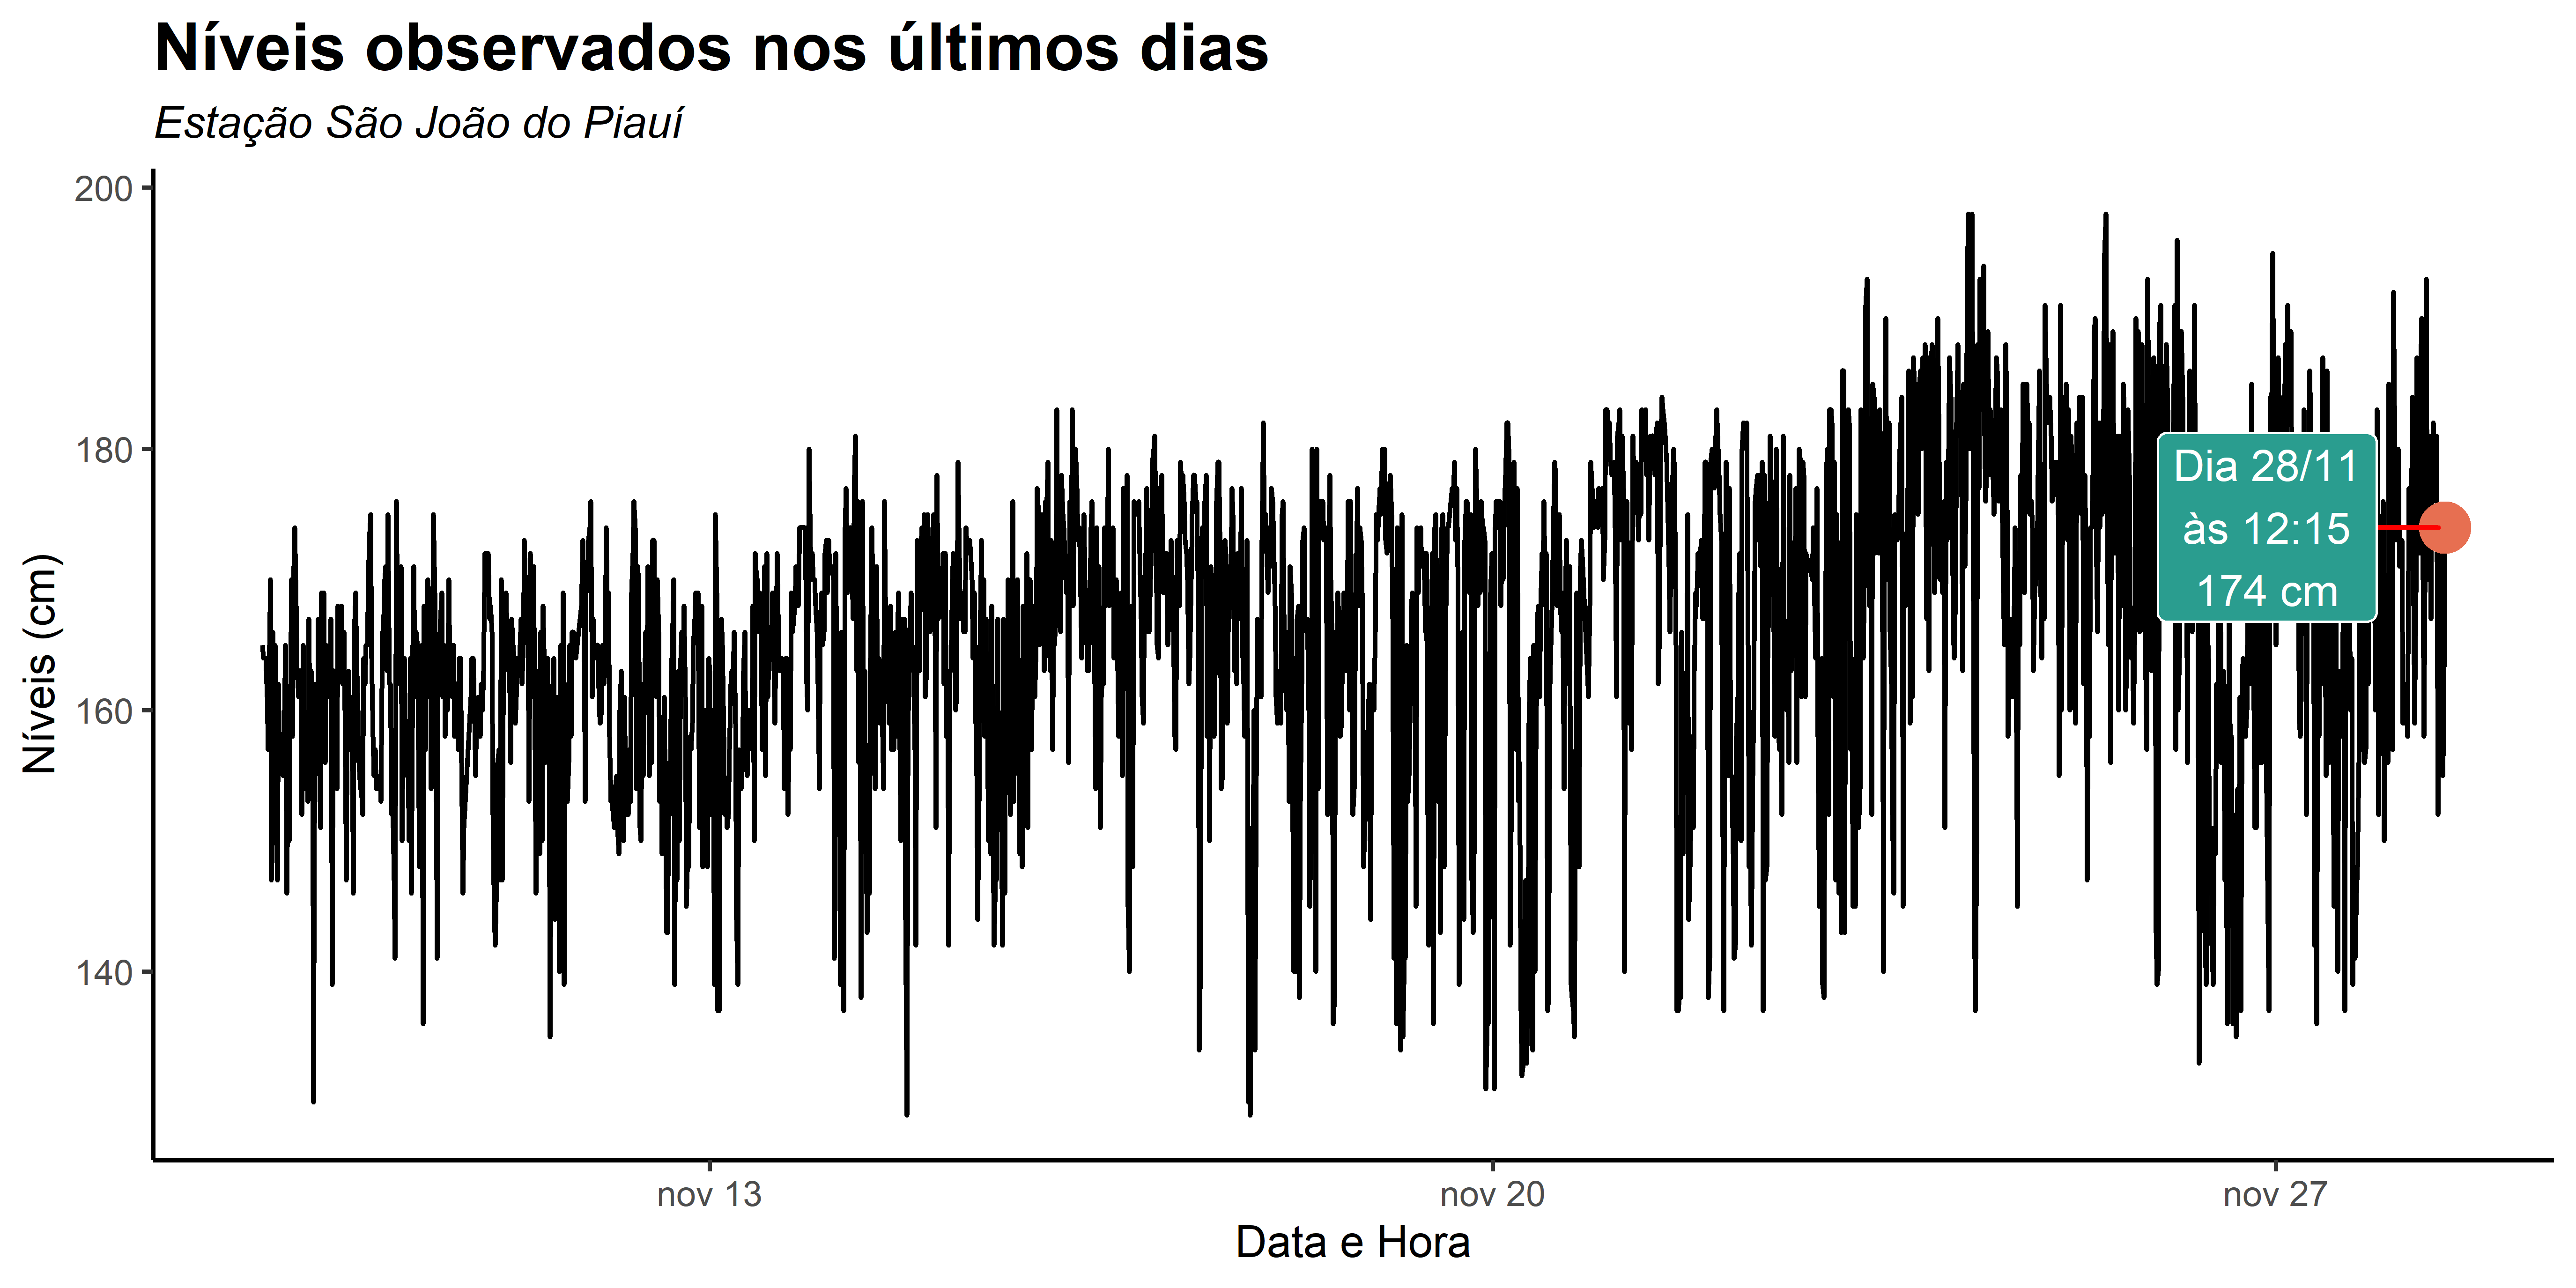 Níveis observados nos últimos dias
Estação São João do Piauí
Níveis (cm)
200
180
160
140
Dia 28/11
às 12:15
174 cm
nov 13
nov 20
nov 27
Data e Hora